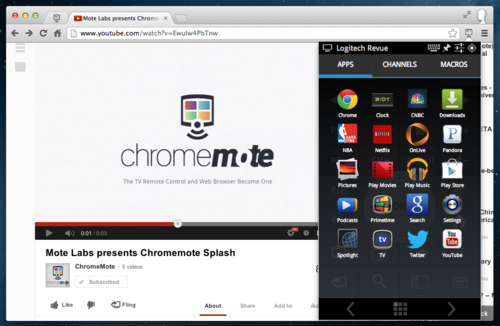 Mote Labs presents Chrome
www.youtube.com/watch?v=Ewulw4PbTnw
Logitech Revue
APPS CHANNELS MACROS
Chrome Clock CNBC Downloads
NBA Netflix OnLive Pandora
Pictures Play Movies Play Music Play Store
Podcasts Primetime Search Settings
Spotlight TV Twitter YouTube
chromemote
The TV Remote Control and Web Browser Become One
0:01 / 0:03
Mote Labs presents Chromemote Splash
ChromeMote · 5 videos
Subscribed
Like Fling
About Share Add to